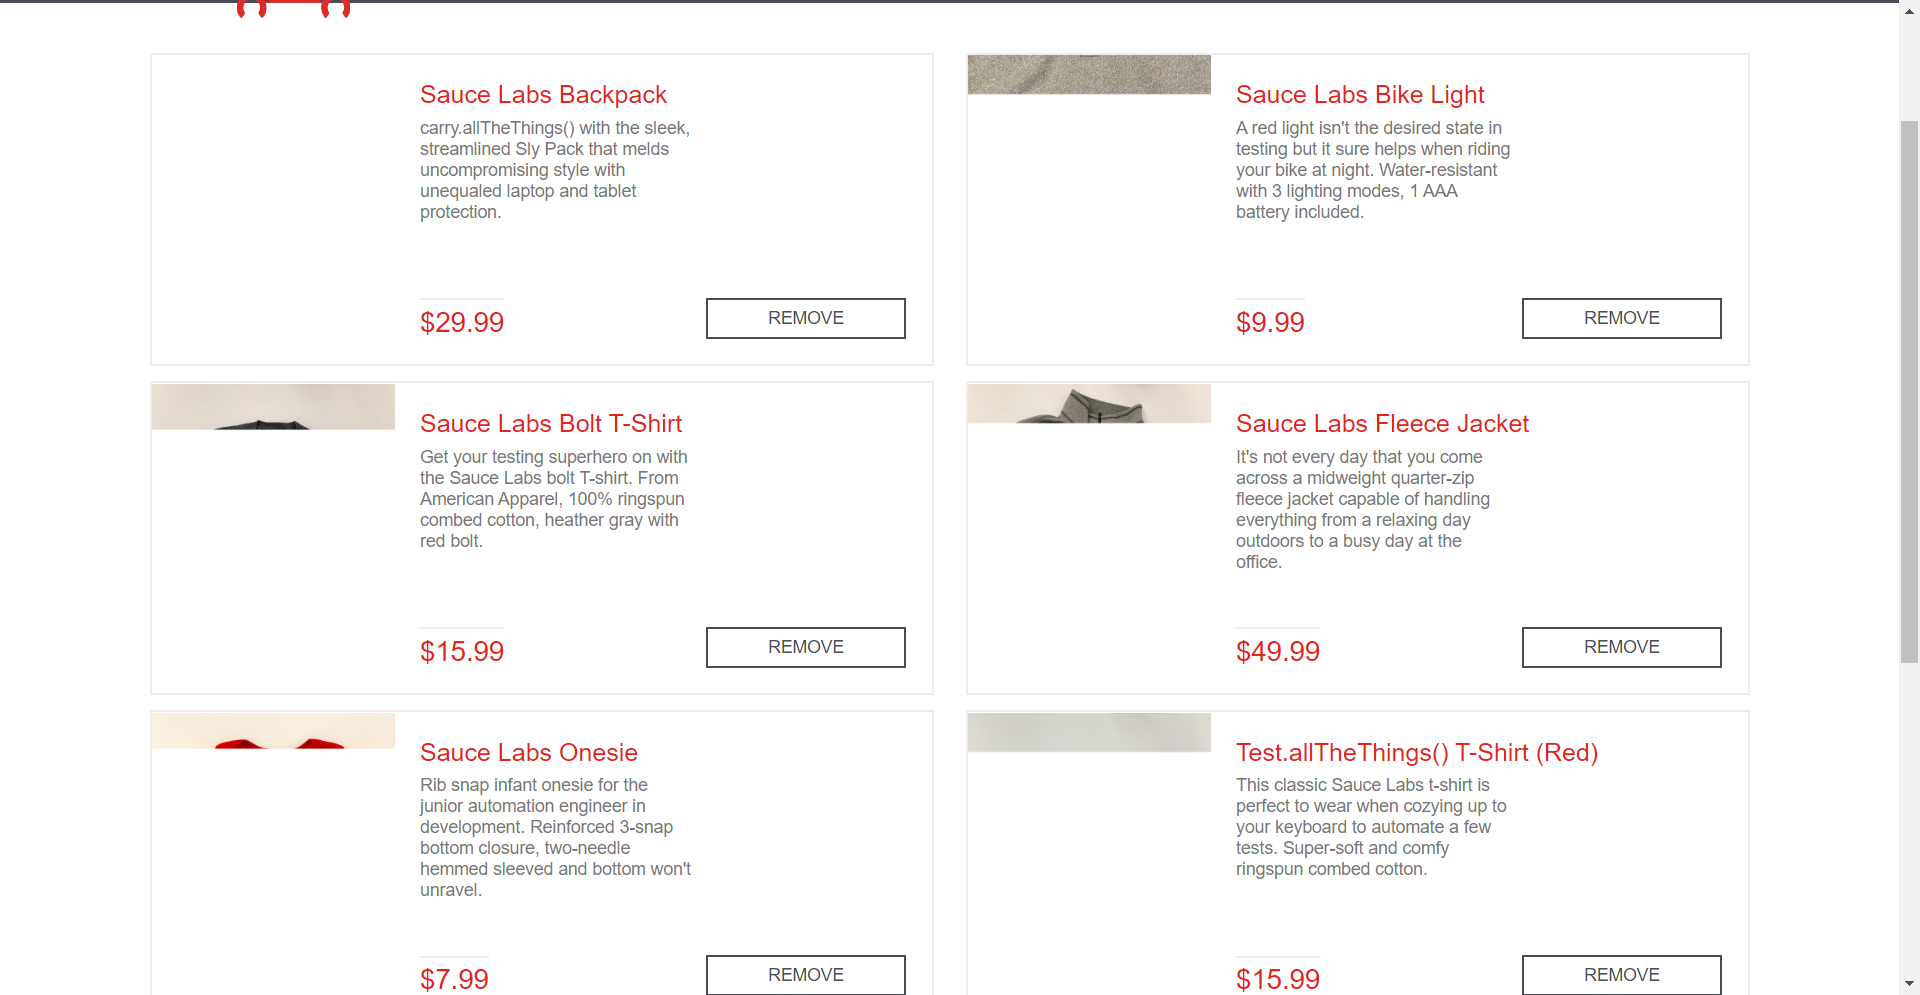 Sauce Labs Backpack
carry.allTheThings() with the sleek,
streamlined Sly Pack that melds
uncompromising style with
unequaled laptop and tablet
protection.
$29.99
REMOVE
Sauce Labs Bike Light
A red light isn't the desired state in
testing but it sure helps when riding
your bike at night. Water-resistant
with 3 lighting modes, 1 AAA
battery included.
$9.99
REMOVE
Sauce Labs Bolt T-Shirt
Get your testing superhero on with
the Sauce Labs bolt T-shirt. From
American Apparel, 100% ringspun
combed cotton, heather gray with
red bolt.
$15.99
REMOVE
Sauce Labs Fleece Jacket
It's not every day that you come
across a midweight quarter-zip
fleece jacket capable of handling
everything from a relaxing day
outdoors to a busy day at the
office.
$49.99
REMOVE
Sauce Labs Onesie
Rib snap infant onesie for the
junior automation engineer in
development. Reinforced 3-snap
bottom closure, two-needle
hemmed sleeved and bottom won't
unravel.
$7.99
REMOVE
Test.allTheThings() T-Shirt (Red)
This classic Sauce Labs t-shirt is
perfect to wear when cozying up to
your keyboard to automate a few
tests. Super-soft and comfy
ringspun combed cotton.
$15.99
REMOVE